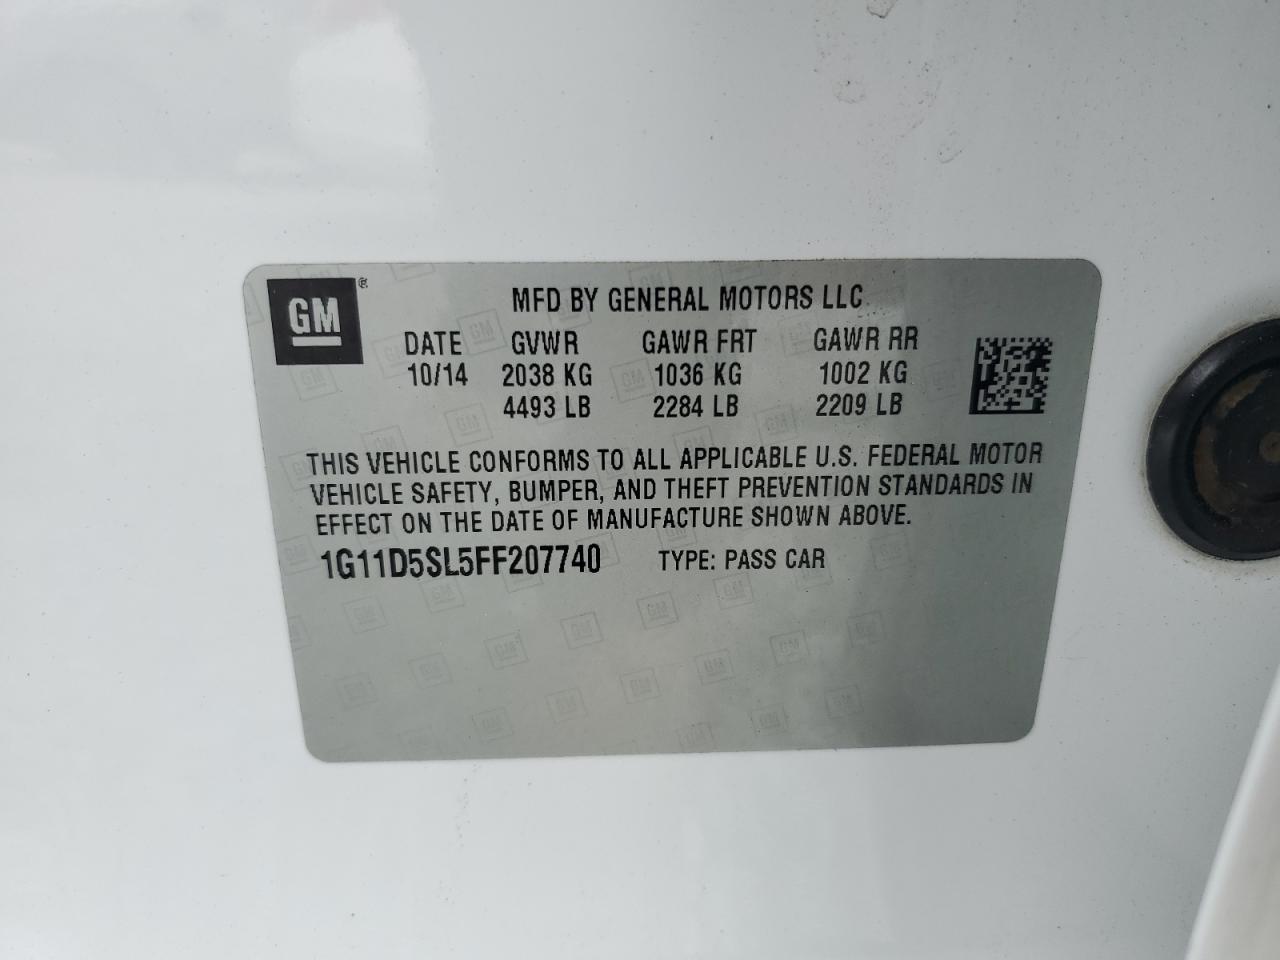 GM®
MFD BY GENERAL MOTORS LLC
DATE GVWR GAWR FRT GAWR RR
10/14 2038 KG 1036 KG 1002 KG
4493 LB 2284 LB 2209 LB
THIS VEHICLE CONFORMS TO ALL APPLICABLE U.S. FEDERAL MOTOR
VEHICLE SAFETY, BUMPER, AND THEFT PREVENTION STANDARDS IN
EFFECT ON THE DATE OF MANUFACTURE SHOWN ABOVE.
1G11D5SL5FF207740 TYPE: PASS CAR